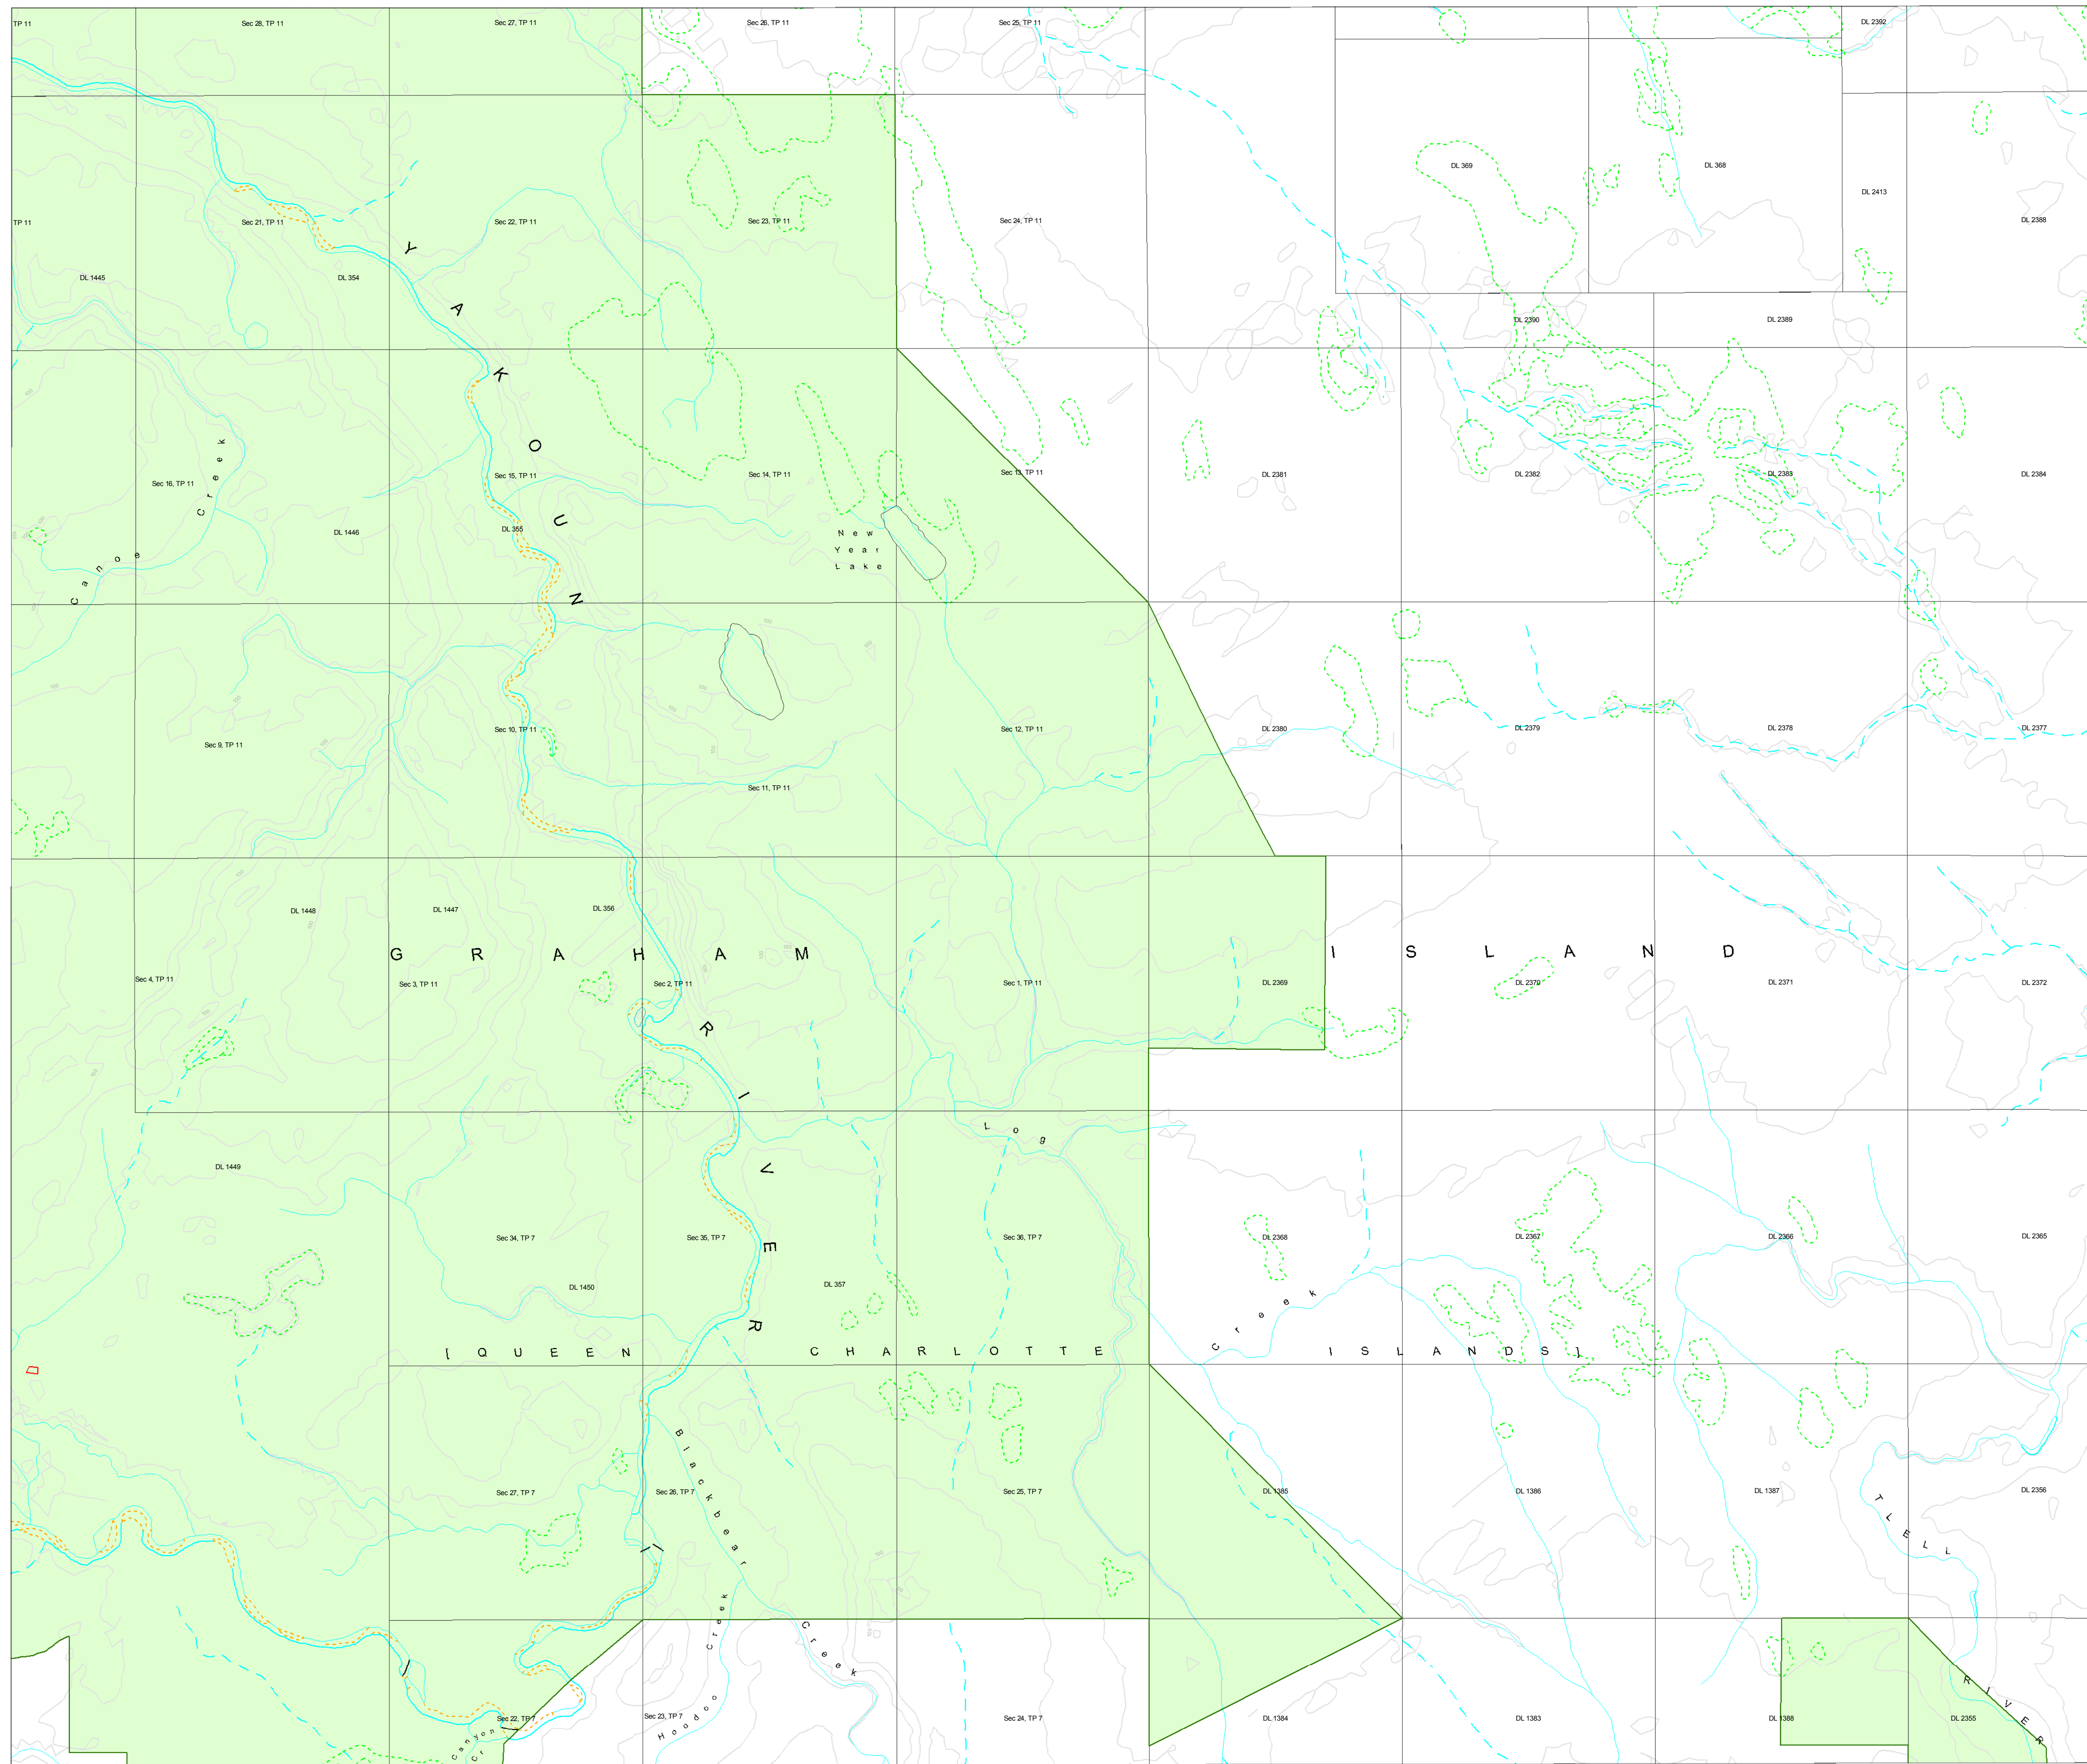 TP 11
Sec 28, TP 11
Sec 27, TP 11
Sec 26, TP 11
Sec 25, TP 11
DL 2392
DL 369
DL 368
DL 2413
TP 11
Sec 21, TP 11
Sec 22, TP 11
Sec 23, TP 11
Sec 24, TP 11
DL 2388
DL 1445
DL 354
DL 2390
DL 2389
Sec 16, TP 11
Sec 15, TP 11
Sec 14, TP 11
Sec 13, TP 11
DL 2381
DL 2382
DL 2383
DL 2384
DL 1446
DL 355
New
Year
Lake
Canoe Creek
YAKOUN RIVER
Sec 9, TP 11
Sec 10, TP 11
Sec 12, TP 11
DL 2380
DL 2379
DL 2378
DL 2377
Sec 11, TP 11
DL 1448
DL 1447
DL 356
GRAHAM ISLAND
Sec 4, TP 11
Sec 3, TP 11
Sec 2, TP 11
Sec 1, TP 11
DL 2369
DL 2370
DL 2371
DL 2372
Log Creek
DL 1449
Sec 34, TP 7
Sec 35, TP 7
Sec 36, TP 7
DL 2368
DL 2367
DL 2366
DL 2365
DL 1450
DL 357
[QUEEN CHARLOTTE ISLANDS]
Blackbear Creek
Sec 27, TP 7
Sec 26, TP 7
Sec 25, TP 7
DL 1385
DL 1386
DL 1387
DL 2356
TLELL RIVER
Hoodoo Creek
Canyon Cr
Sec 22, TP 7
Sec 23, TP 7
Sec 24, TP 7
DL 1384
DL 1383
DL 1388
DL 2355